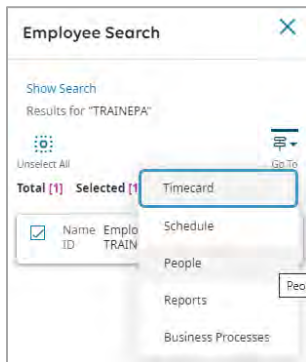 Employee Search
Show Search
Results for "TRAINEPA"
Unselect All
Go To
Total [1] Selected [1
Timecard
Name Emplo
ID TRAIN
Schedule
People
Peo
Reports
Business Processes